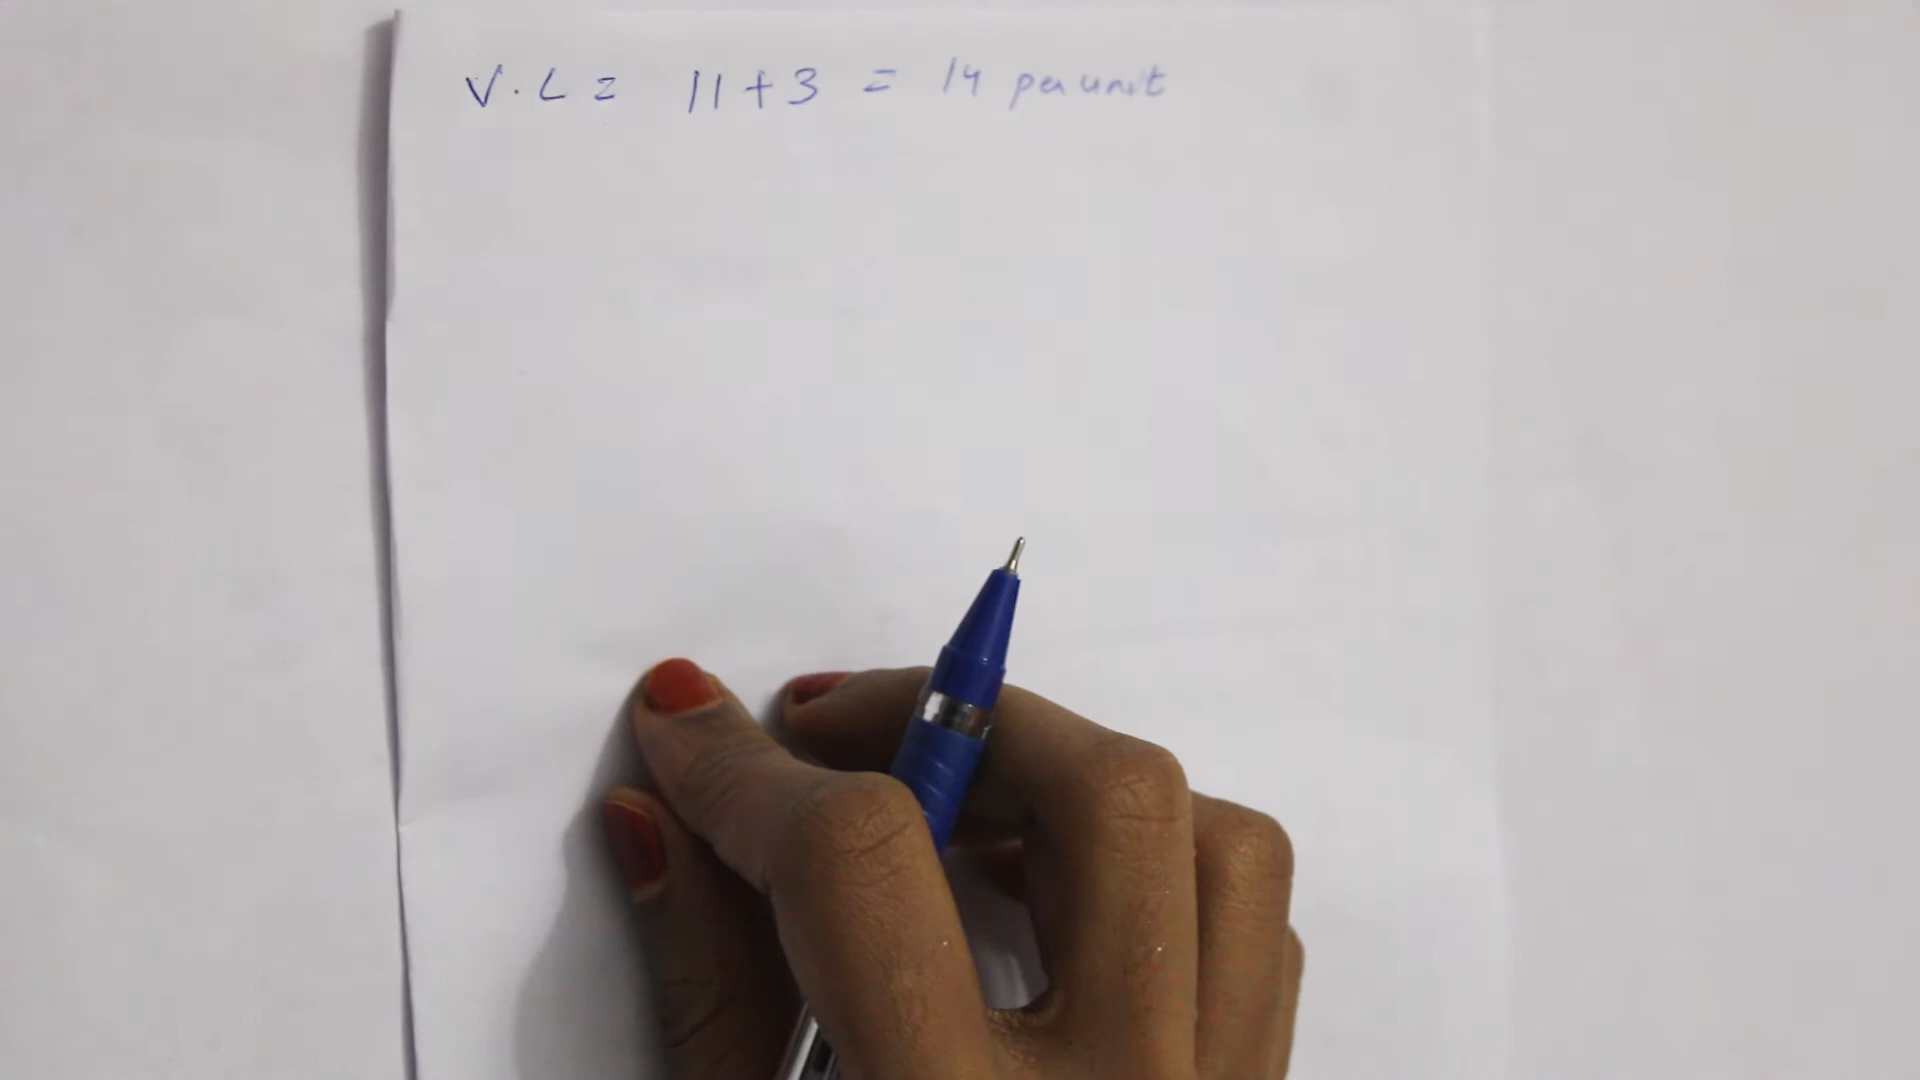 V.C = 11 + 3 = 14 per unit